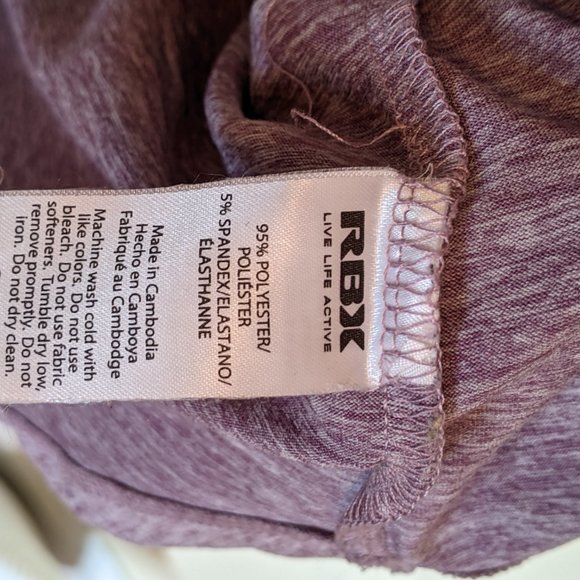 RBX
LIVE LIFE ACTIVE
95% POLYESTER/
POLIÉSTER
5% SPANDEX/ELASTANO/
ÉLASTHANNE
Made in Cambodia
Hecho en Camboya
Fabriqué au Cambodge
Machine wash cold with
like colors. Do not use
bleach. Do not use fabric
softeners. Tumble dry low,
remove promptly. Do not
iron. Do not dry clean.